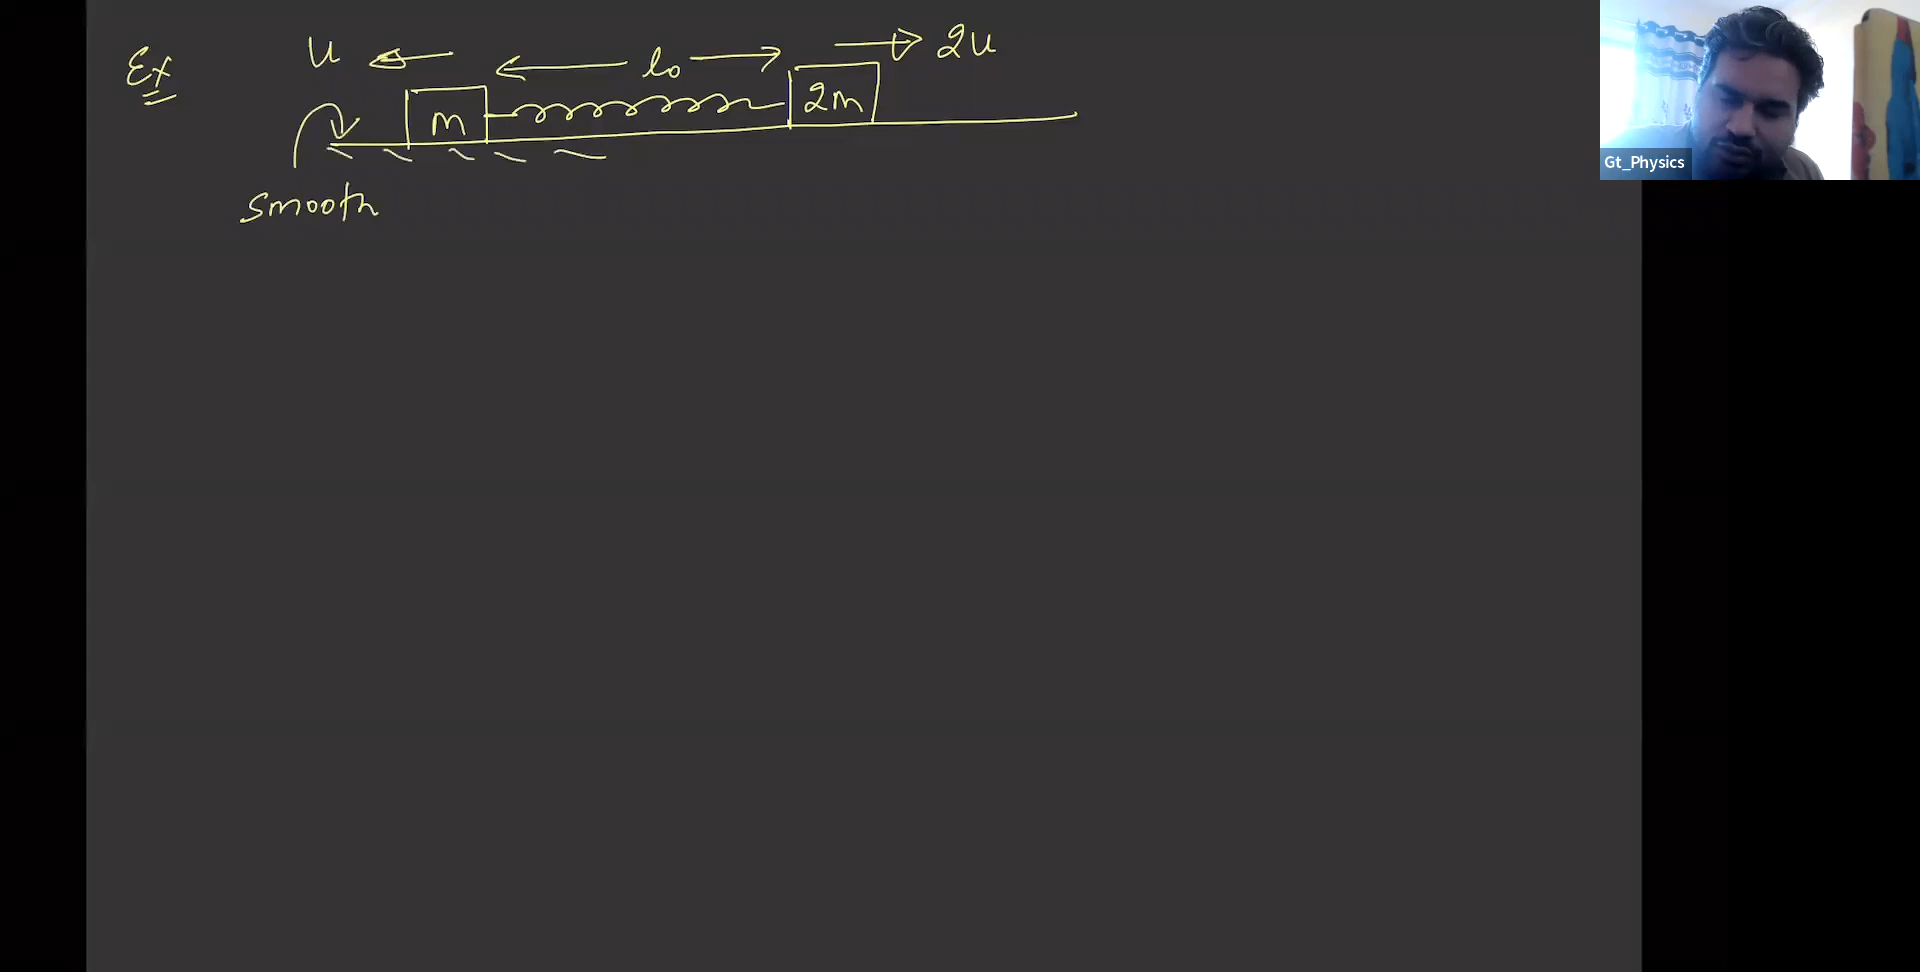 Ex
u l₀ 2u
m 2m
smooth
Gt_Physics